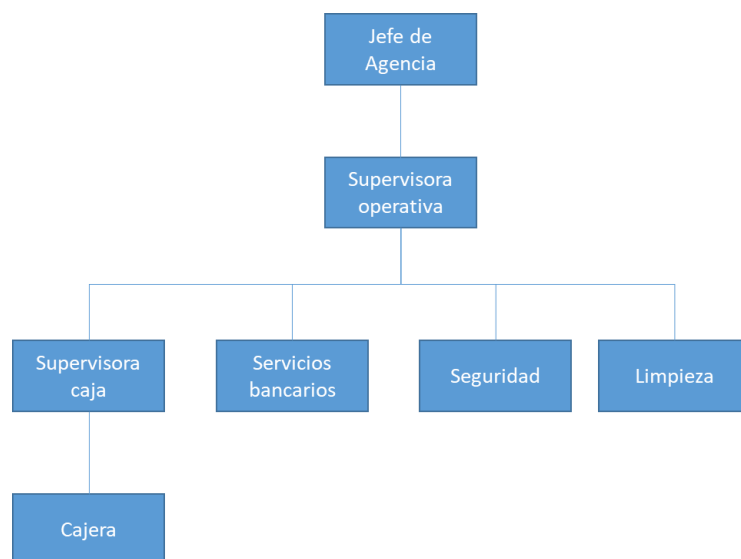 Jefe de
Agencia
Supervisora
operativa
Supervisora
caja
Servicios
bancarios
Seguridad
Limpieza
Cajera